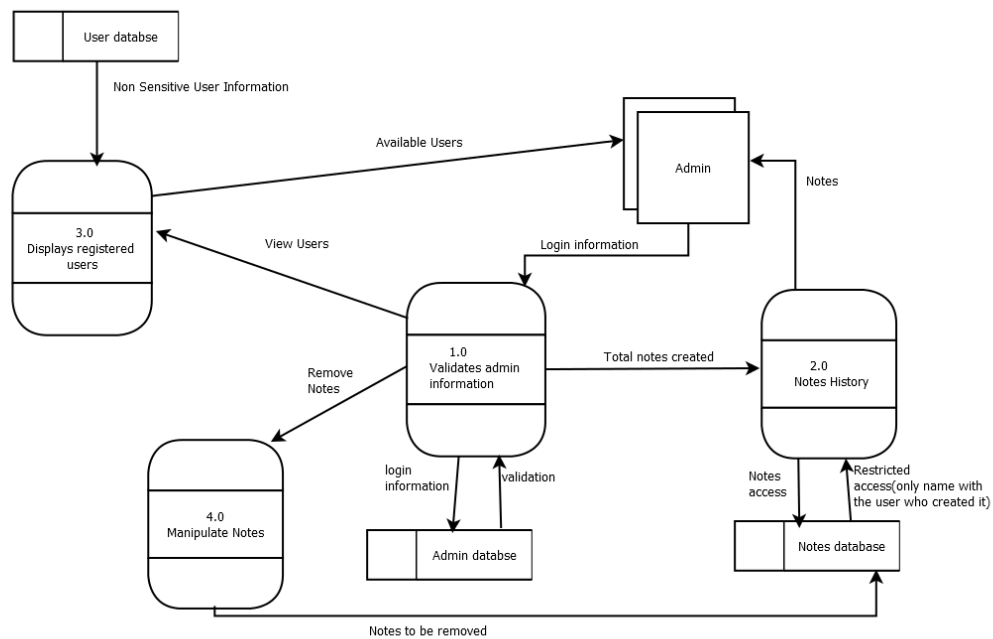 User databse
Non Sensitive User Information
Available Users
Admin
Notes
3.0
Displays registered
users
View Users
Login information
1.0
Validates admin
information
Total notes created
2.0
Notes History
Remove
Notes
login
information
validation
Notes
access
Restricted
access(only name with
the user who created it)
4.0
Manipulate Notes
Admin databse
Notes database
Notes to be removed